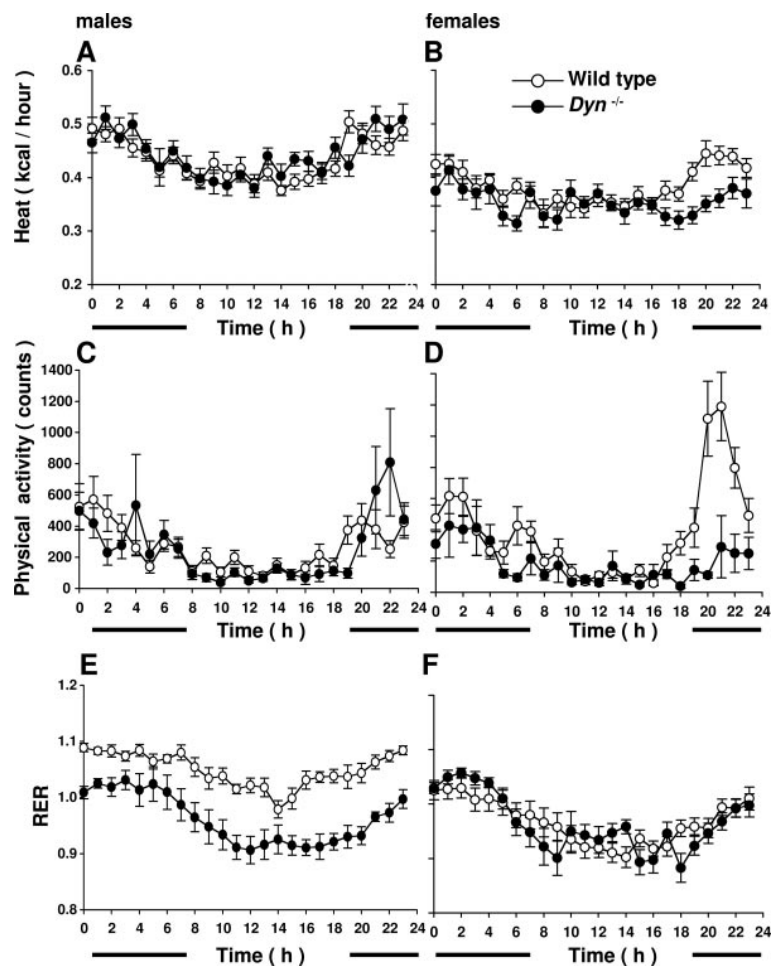 males females
A B
Wild type
Dyn -/-
Heat ( kcal / hour )
0.6
0.5
0.4
0.3
0.2
0 2 4 6 8 10 12 14 16 18 20 22 24
0 2 4 6 8 10 12 14 16 18 20 22 24
Time ( h ) Time ( h )
C D
Physical activity ( counts )
1400
1200
1000
800
600
400
200
0
0 2 4 6 8 10 12 14 16 18 20 22 24
0 2 4 6 8 10 12 14 16 18 20 22 24
Time ( h ) Time ( h )
E F
RER
1.2
1.1
1.0
0.9
0.8
0 2 4 6 8 10 12 14 16 18 20 22 24
0 2 4 6 8 10 12 14 16 18 20 22 24
Time ( h ) Time ( h )